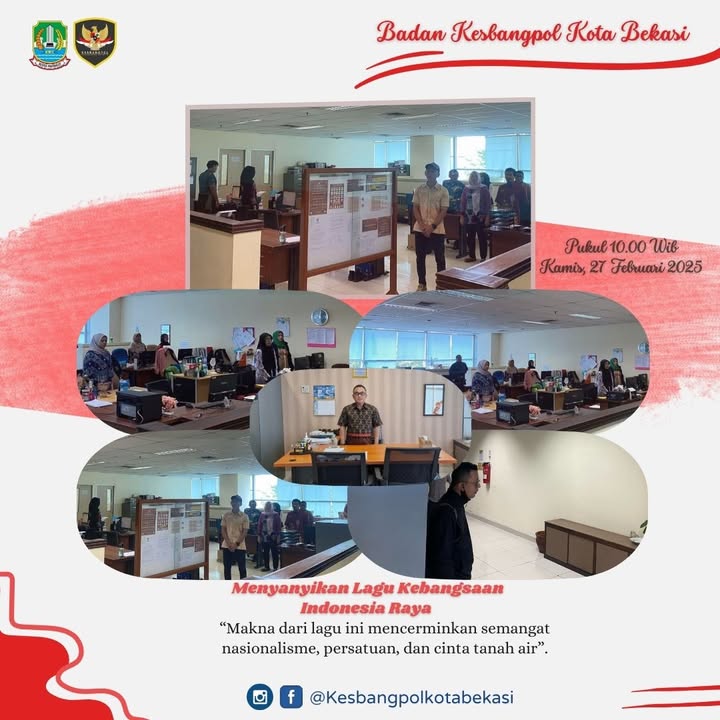 Badan Kesbangpol Kota Bekasi
Pukul 10.00 Wib
Kamis, 27 Februari 2025
Menyanyikan Lagu Kebangsaan
Indonesia Raya
“Makna dari lagu ini mencerminkan semangat
nasionalisme, persatuan, dan cinta tanah air”.
@Kesbangpolkotabekasi